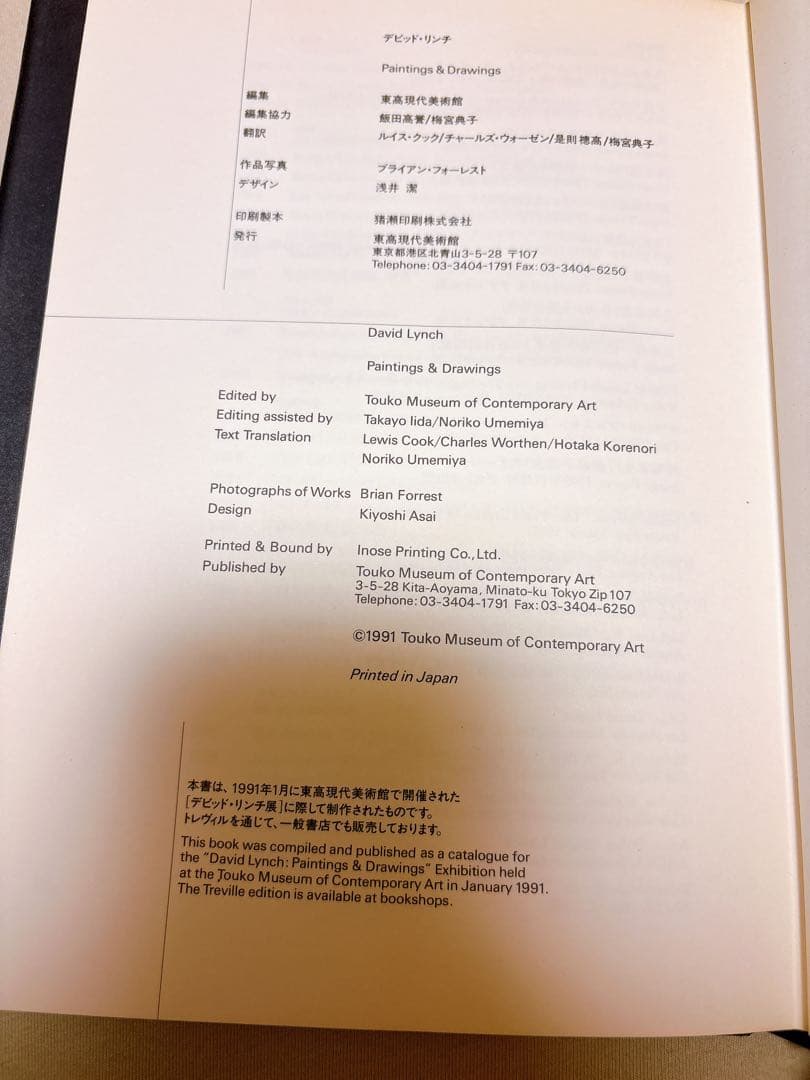 デビッド・リンチ
Paintings & Drawings
編集 東高現代美術館
編集協力 飯田高誉/梅宮典子
翻訳 ルイス・クック/チャールズ・ウォーゼン/是則穂高/梅宮典子
作品写真 ブライアン・フォーレスト
デザイン 浅井 潔
印刷製本 猪瀬印刷株式会社
発行 東高現代美術館
東京都港区北青山3-5-28 〒107
Telephone: 03-3404-1791 Fax: 03-3404-6250
David Lynch
Paintings & Drawings
Edited by Touko Museum of Contemporary Art
Editing assisted by Takayo Iida/Noriko Umemiya
Text Translation Lewis Cook/Charles Worthen/Hotaka Korenori
Noriko Umemiya
Photographs of Works Brian Forrest
Design Kiyoshi Asai
Printed & Bound by Inose Printing Co., Ltd.
Published by Touko Museum of Contemporary Art
3-5-28 Kita-Aoyama, Minato-ku Tokyo Zip 107
Telephone: 03-3404-1791 Fax: 03-3404-6250
©1991 Touko Museum of Contemporary Art
Printed in Japan
本書は、1991年1月に東高現代美術館で開催された
[デビッド・リンチ展]に際して制作されたものです。
トレヴィルを通じて、一般書店でも販売しております。
This book was compiled and published as a catalogue for
the "David Lynch: Paintings & Drawings" Exhibition held
at the Touko Museum of Contemporary Art in January 1991.
The Treville edition is available at bookshops.